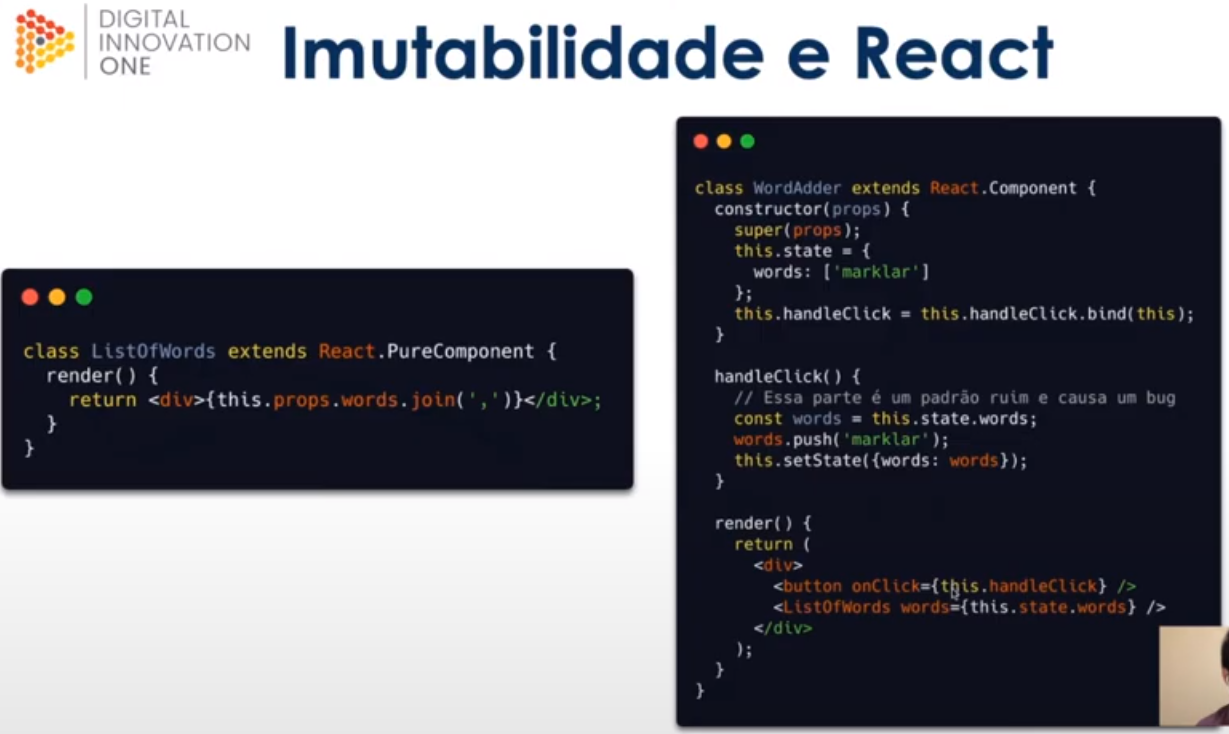 DIGITAL
INNOVATION
ONE
Imutabilidade e React
class ListOfWords extends React.PureComponent {
  render() {
    return <div>{this.props.words.join(',')}</div>;
  }
}
class WordAdder extends React.Component {
  constructor(props) {
    super(props);
    this.state = {
      words: ['marklar']
    };
    this.handleClick = this.handleClick.bind(this);
  }
  handleClick() {
    // Essa parte é um padrão ruim e causa um bug
    const words = this.state.words;
    words.push('marklar');
    this.setState({words: words});
  }
  render() {
    return (
      <div>
        <button onClick={this.handleClick} />
        <ListOfWords words={this.state.words} />
      </div>
    );
  }
}